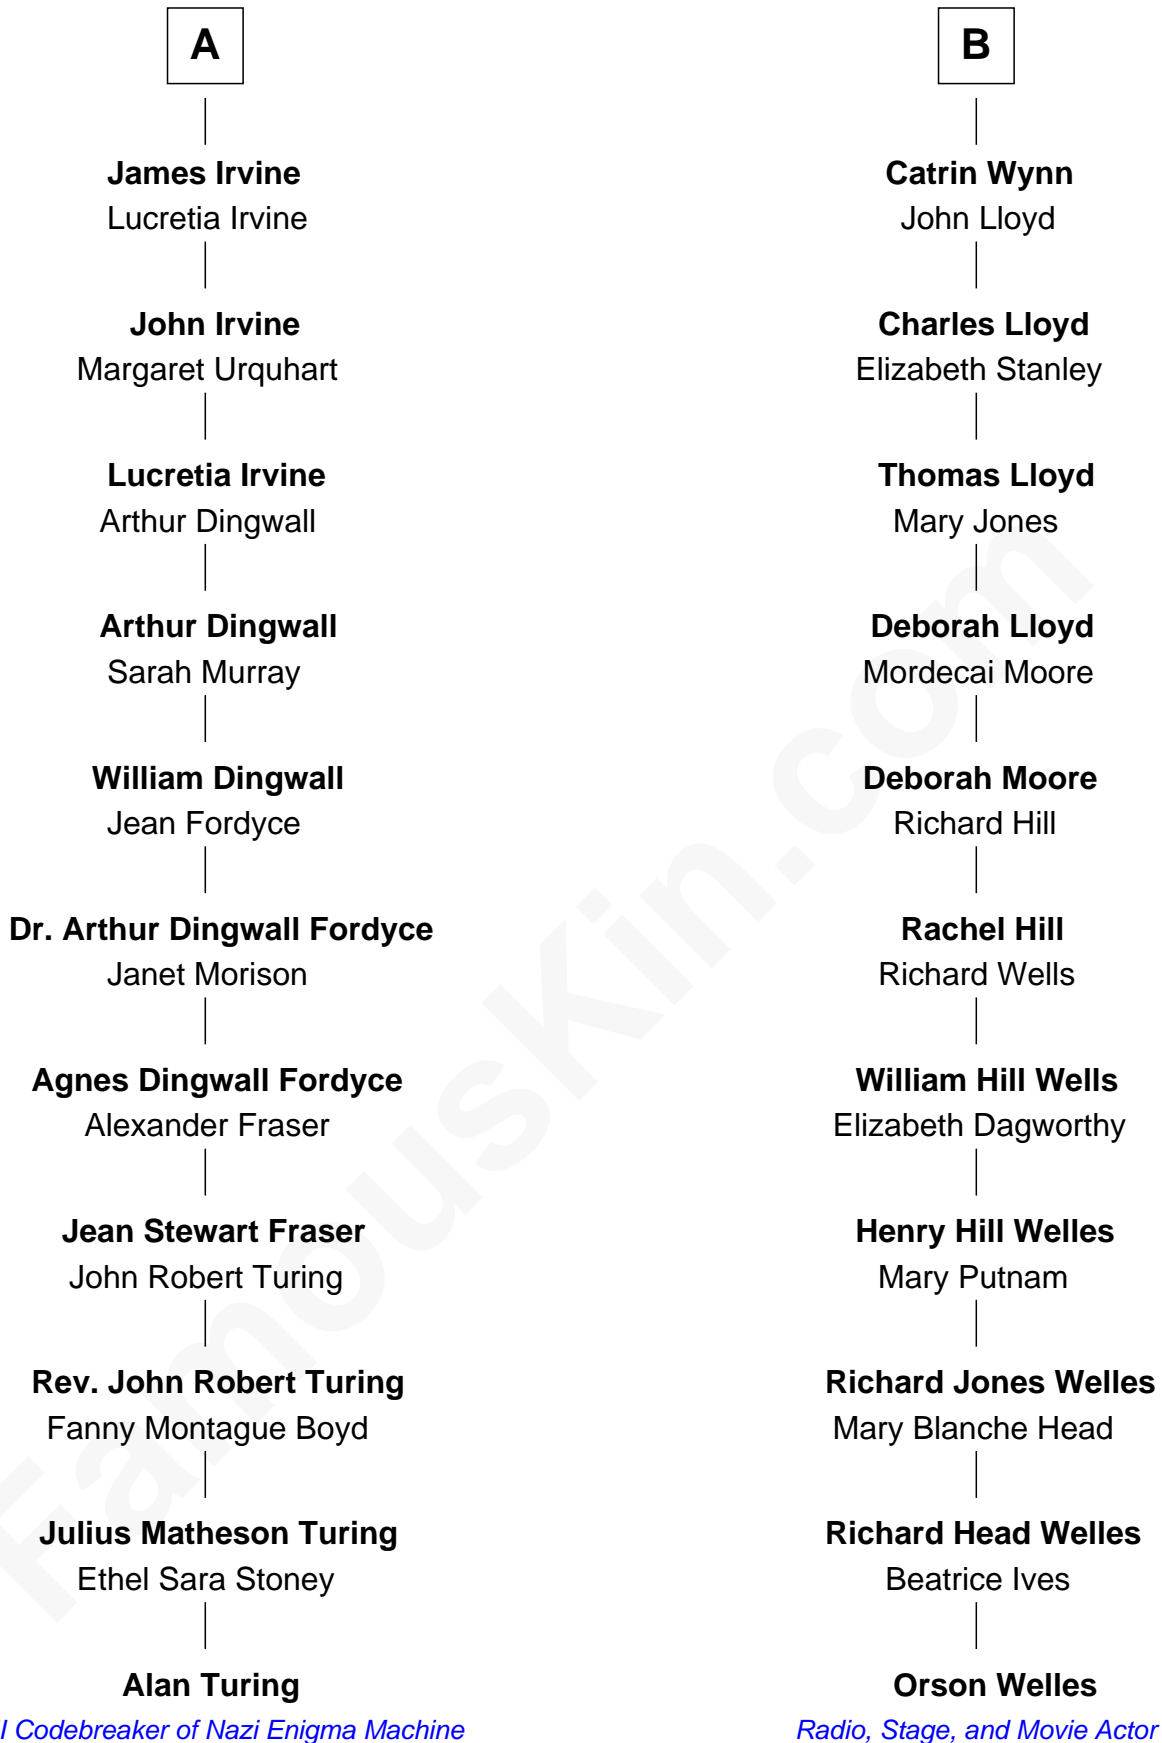 A
James Irvine
Lucretia Irvine
John Irvine
Margaret Urquhart
Lucretia Irvine
Arthur Dingwall
Arthur Dingwall
Sarah Murray
William Dingwall
Jean Fordyce
Dr. Arthur Dingwall Fordyce
Janet Morison
Agnes Dingwall Fordyce
Alexander Fraser
Jean Stewart Fraser
John Robert Turing
Rev. John Robert Turing
Fanny Montague Boyd
Julius Matheson Turing
Ethel Sara Stoney
Alan Turing
Codebreaker of Nazi Enigma Machine
B
Catrin Wynn
John Lloyd
Charles Lloyd
Elizabeth Stanley
Thomas Lloyd
Mary Jones
Deborah Lloyd
Mordecai Moore
Deborah Moore
Richard Hill
Rachel Hill
Richard Wells
William Hill Wells
Elizabeth Dagworthy
Henry Hill Welles
Mary Putnam
Richard Jones Welles
Mary Blanche Head
Richard Head Welles
Beatrice Ives
Orson Welles
Radio, Stage, and Movie Actor
FamousKin.com